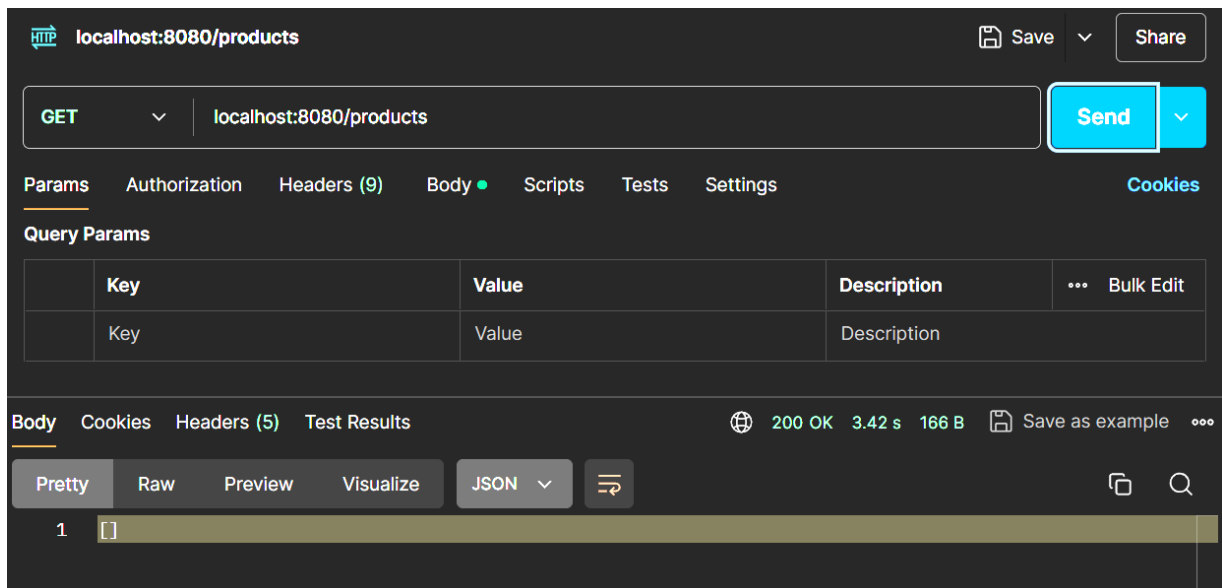 HTTP localhost:8080/products Save Share
GET localhost:8080/products Send
Params Authorization Headers (9) Body Scripts Tests Settings Cookies
Query Params
Key Value Description Bulk Edit
Key Value Description
Body Cookies Headers (5) Test Results 200 OK 3.42 s 166 B Save as example
Pretty Raw Preview Visualize JSON
1 []